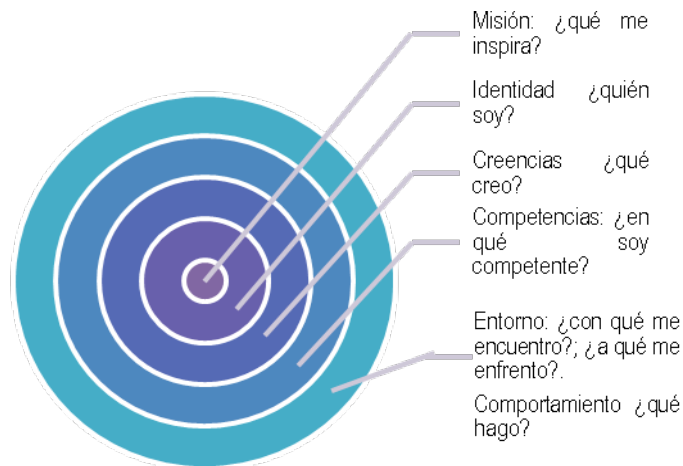 Misión: ¿qué me
inspira?
Identidad ¿quién
soy?
Creencias ¿qué
creo?
Competencias: ¿en
qué soy
competente?
Entorno: ¿con qué me
encuentro?; ¿a qué me
enfrento?.
Comportamiento ¿qué
hago?